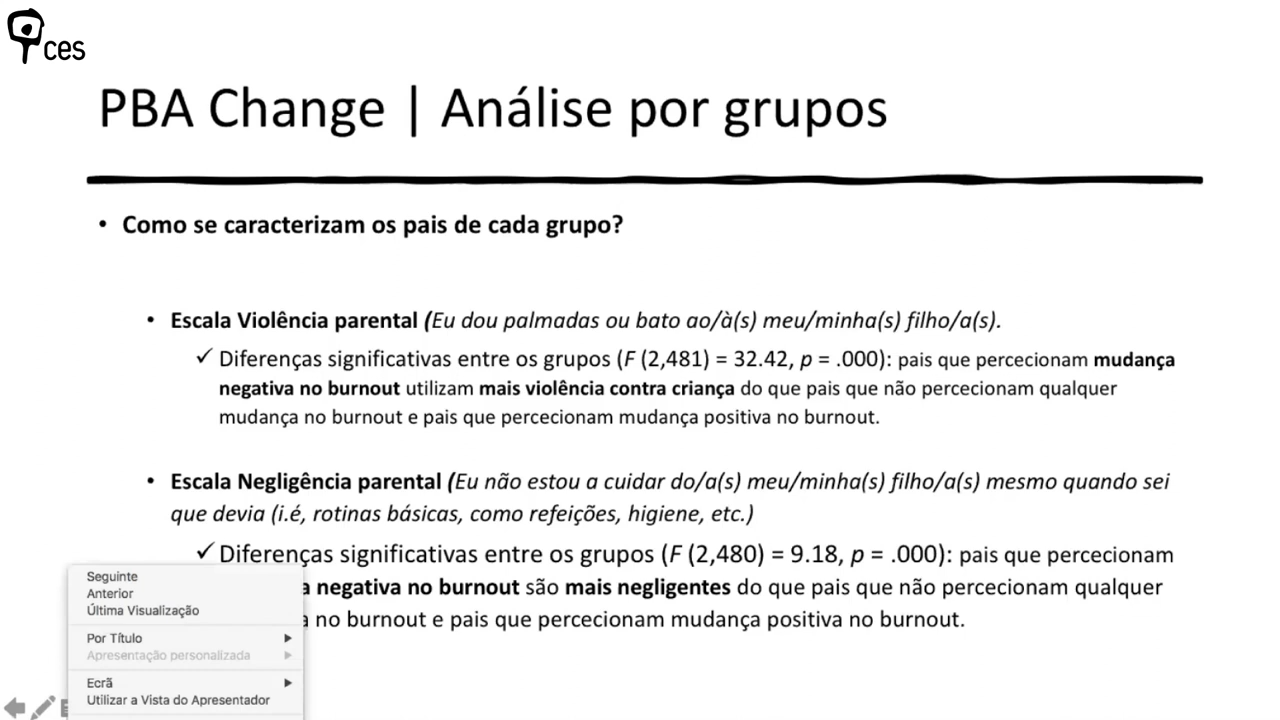 ces
PBA Change | Análise por grupos
• Como se caracterizam os pais de cada grupo?
• Escala Violência parental (Eu dou palmadas ou bato ao/à(s) meu/minha(s) filho/a(s).
✓ Diferenças significativas entre os grupos (F (2,481) = 32.42, p = .000): pais que percecionam mudança
negativa no burnout utilizam mais violência contra criança do que pais que não percecionam qualquer
mudança no burnout e pais que percecionam mudança positiva no burnout.
• Escala Negligência parental (Eu não estou a cuidar do/a(s) meu/minha(s) filho/a(s) mesmo quando sei
que devia (i.é, rotinas básicas, como refeições, higiene, etc.)
✓ Diferenças significativas entre os grupos (F (2,480) = 9.18, p = .000): pais que percecionam
negativa no burnout são mais negligentes do que pais que não percecionam qualquer
no burnout e pais que percecionam mudança positiva no burnout.
Seguinte
Anterior
Última Visualização
Por Título
Apresentação personalizada
Ecrã
Utilizar a Vista do Apresentador